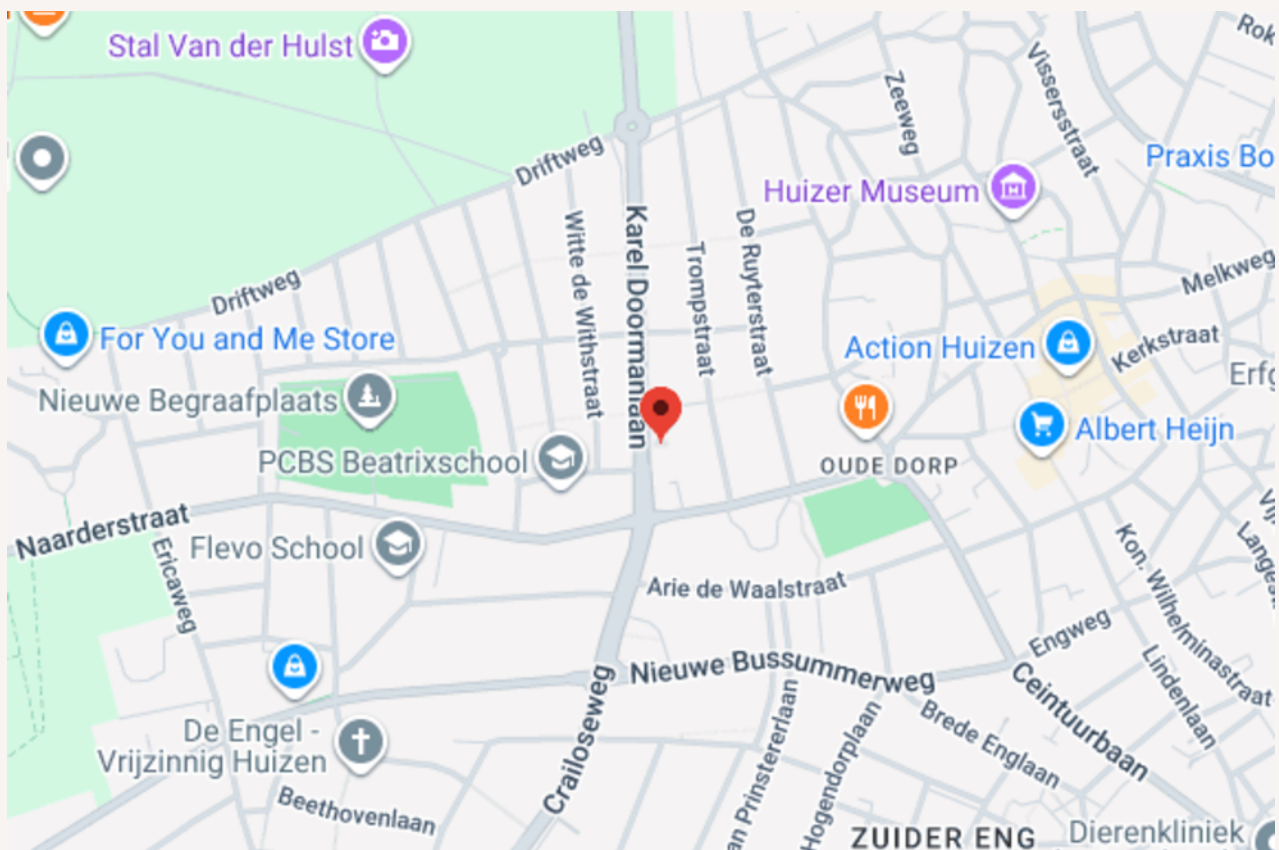 Stal Van der Hulst
Rok
Vissersstraat
Zeeweg
Driftweg
Praxis Bo
Huizer Museum
Karel Doormanlaan
Witte de Withstraat
De Ruyterstraat
Trompstraat
Melkweg
Driftweg
For You and Me Store
Action Huizen
Kerkstraat
Erfg
Nieuwe Begraafplaats
Albert Heijn
PCBS Beatrixschool
OUDE DORP
Naarderstraat
Flevo School
Ericaweg
Arie de Waalstraat
Kon. Wilhelminastraat
Engweg
Lindenlaan
Nieuwe Bussummerweg
Ceintuurbaan
Crailoseweg
De Engel -
Vrijzinnig Huizen
Brede Englaan
an Prinstererlaan
Hogendorplaan
Beethovenlaan
ZUIDER ENG
Dierenkliniek